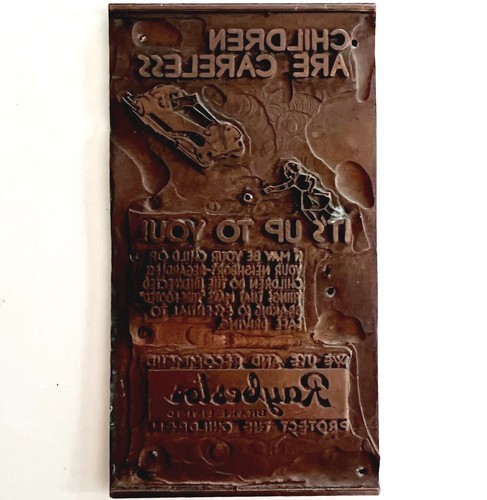 CHILDREN
ARE CARELESS
IT'S UP TO YOU!
IT MAY BE YOUR CHILD OR
YOUR NEIGHBOR'S - REGARDLESS
CHILDREN DO THE UNEXPECTED
THINGS THAT MAKE
BRAKING SO ESSENTIAL TO
SAFE DRIVING.
WE USE AND RECOMMEND
Raybestos
BRAKE LINING
PROTECT THE CHILDREN